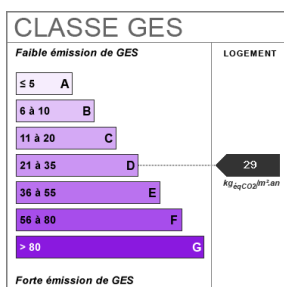 CLASSE GES
Faible émission de GES
LOGEMENT
≤ 5 A
6 à 10 B
11 à 20 C
21 à 35 D
29
kgéqCO2/m².an
36 à 55 E
56 à 80 F
> 80 G
Forte émission de GES